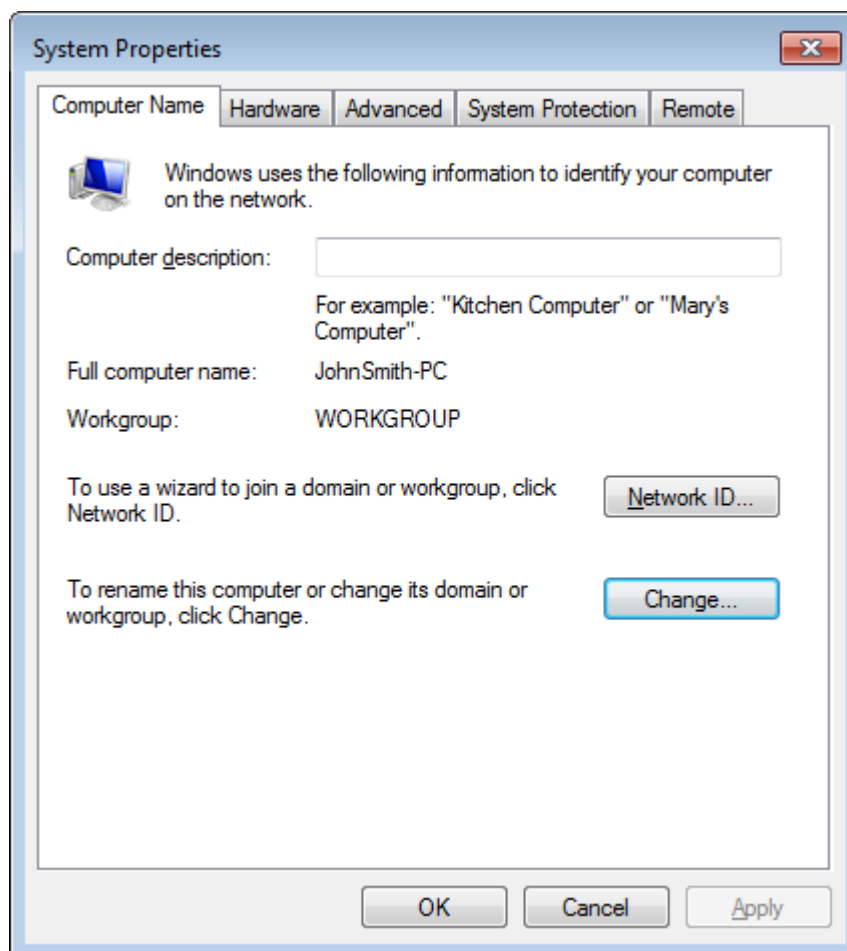 System Properties
Computer Name
Hardware
Advanced
System Protection
Remote
Windows uses the following information to identify your computer
on the network.
Computer description:
For example: "Kitchen Computer" or "Mary's
Computer".
Full computer name:
JohnSmith-PC
Workgroup:
WORKGROUP
To use a wizard to join a domain or workgroup, click
Network ID.
Network ID...
To rename this computer or change its domain or
workgroup, click Change.
Change...
OK
Cancel
Apply